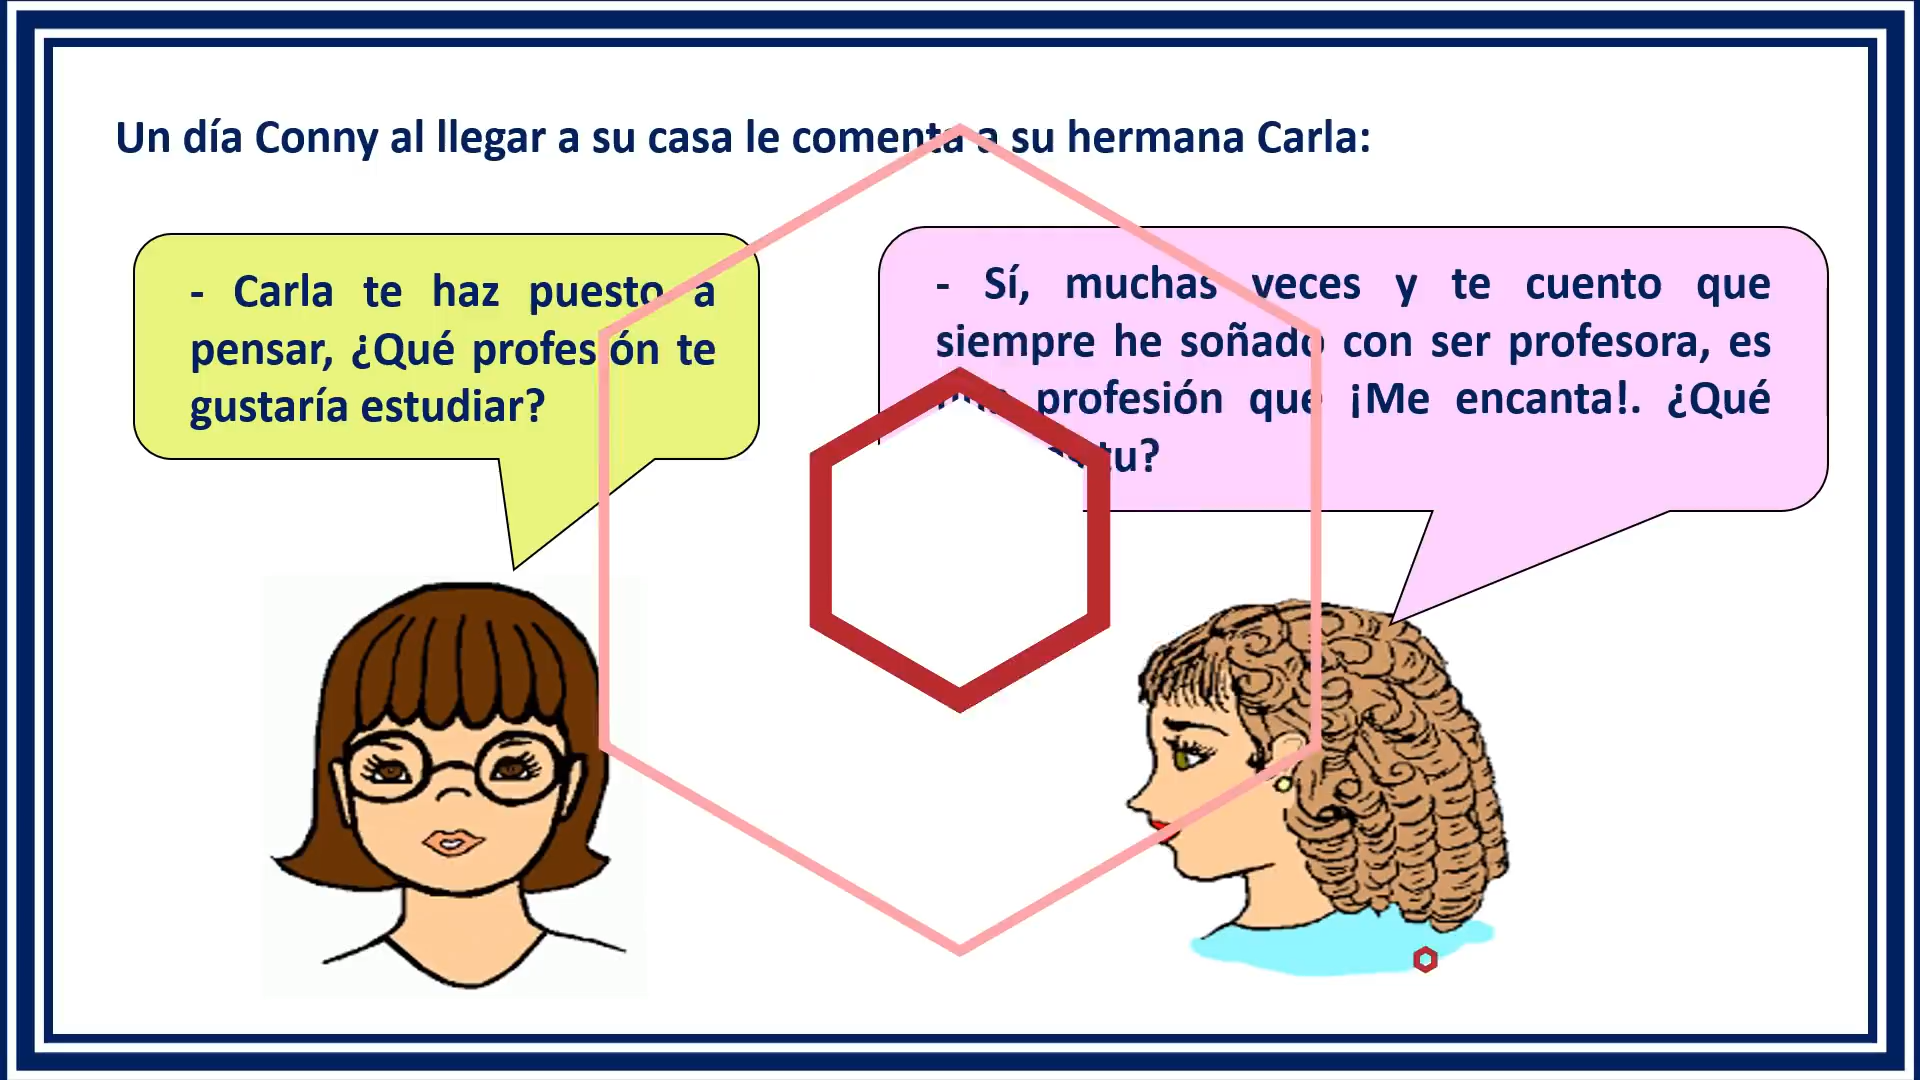 Un día Conny al llegar a su casa le comenta a su hermana Carla:
- Carla te haz puesto a
pensar, ¿Qué profesión te
gustaría estudiar?
- Sí, muchas veces y te cuento que
siempre he soñado con ser profesora, es
profesión que ¡Me encanta!. ¿Qué
tu?